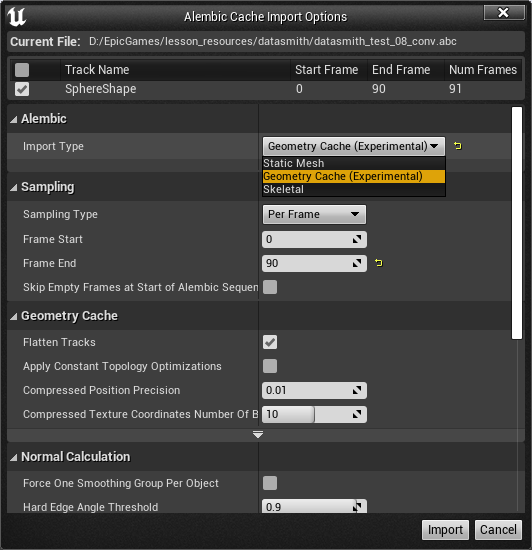 Alembic Cache Import Options
Current File: D:/EpicGames/lesson_resources/datasmith/datasmith_test_08_conv.abc
Track Name Start Frame End Frame Num Frames
SphereShape 0 90 91
Alembic
Import Type Geometry Cache (Experimental)
Static Mesh
Geometry Cache (Experimental)
Skeletal
Sampling
Sampling Type Per Frame
Frame Start 0
Frame End 90
Skip Empty Frames at Start of Alembic Sequen
Geometry Cache
Flatten Tracks
Apply Constant Topology Optimizations
Compressed Position Precision 0.01
Compressed Texture Coordinates Number Of B 10
Normal Calculation
Force One Smoothing Group Per Object
Hard Edge Angle Threshold 0.9
Import Cancel